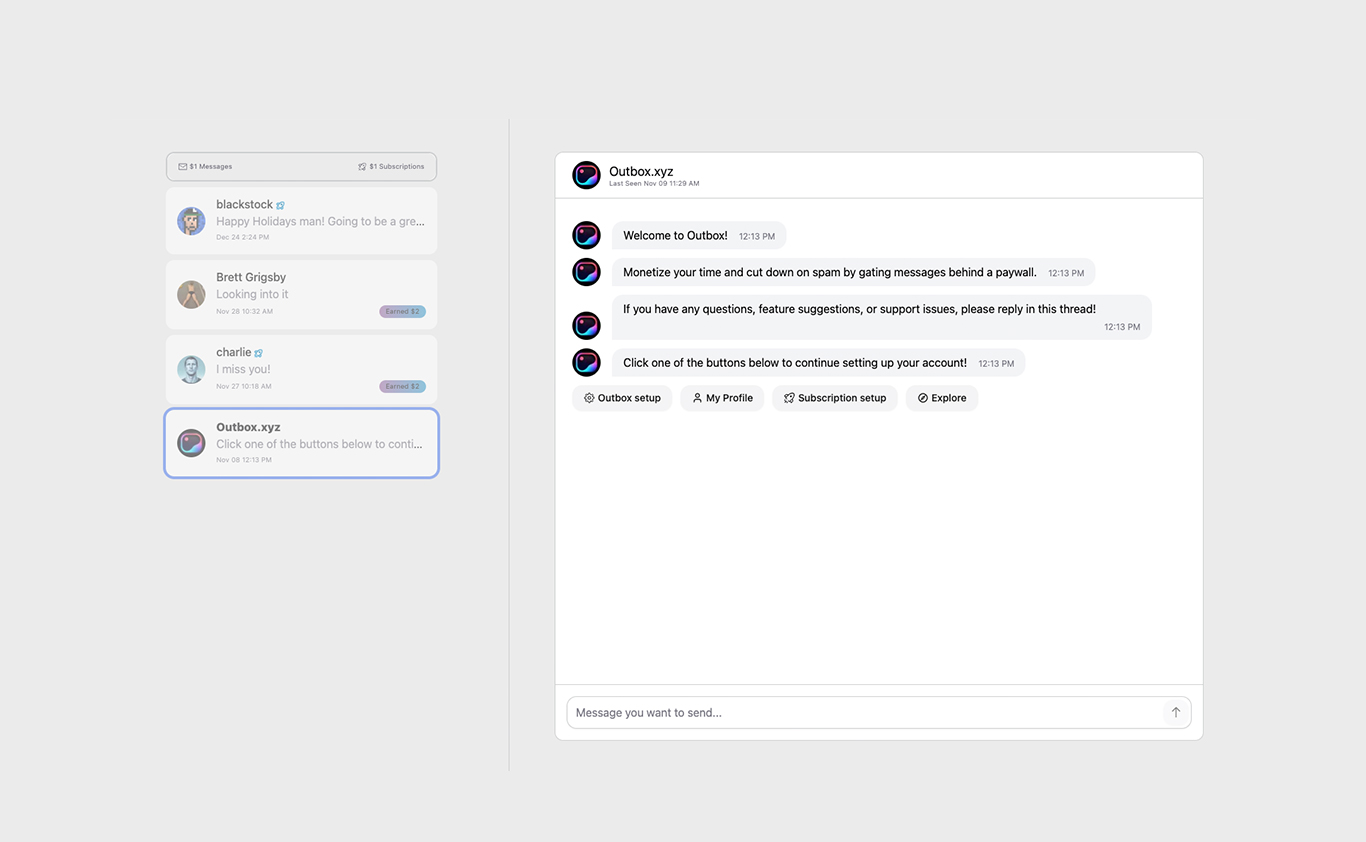 $1 Messages
$1 Subscriptions
blackstock
Happy Holidays man! Going to be a gre...
Dec 24 2:24 PM
Brett Grigsby
Looking into it
Nov 28 10:32 AM
Earned $2
charlie
I miss you!
Nov 27 10:18 AM
Earned $2
Outbox.xyz
Click one of the buttons below to conti...
Nov 08 12:13 PM
Outbox.xyz
Last Seen Nov 09 11:29 AM
Welcome to Outbox! 12:13 PM
Monetize your time and cut down on spam by gating messages behind a paywall. 12:13 PM
If you have any questions, feature suggestions, or support issues, please reply in this thread!
12:13 PM
Click one of the buttons below to continue setting up your account! 12:13 PM
Outbox setup
My Profile
Subscription setup
Explore
Message you want to send...